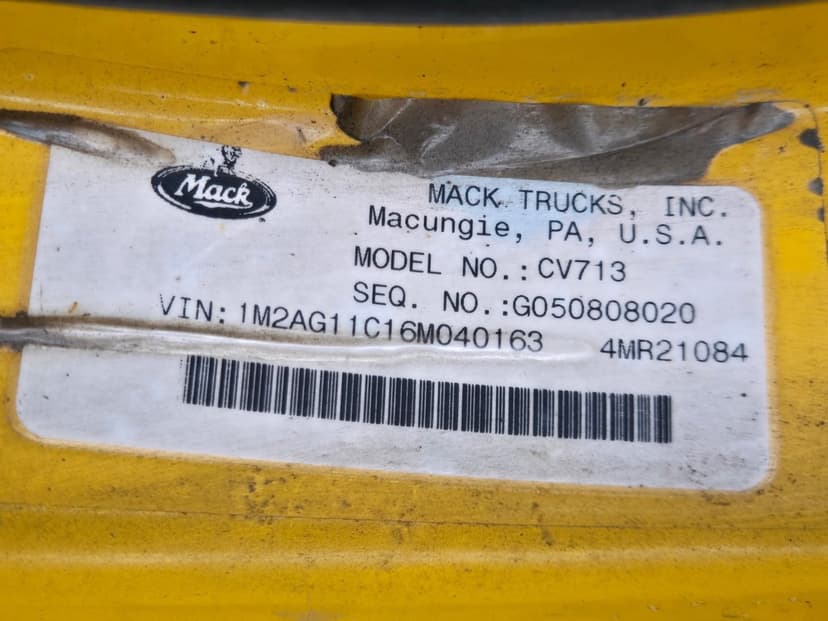 Mack
MACK TRUCKS, INC.
Macungie, PA, U.S.A.
MODEL NO.:CV713
SEQ. NO.:G050808020
VIN: 1M2AG11C16M040163 4MR21084